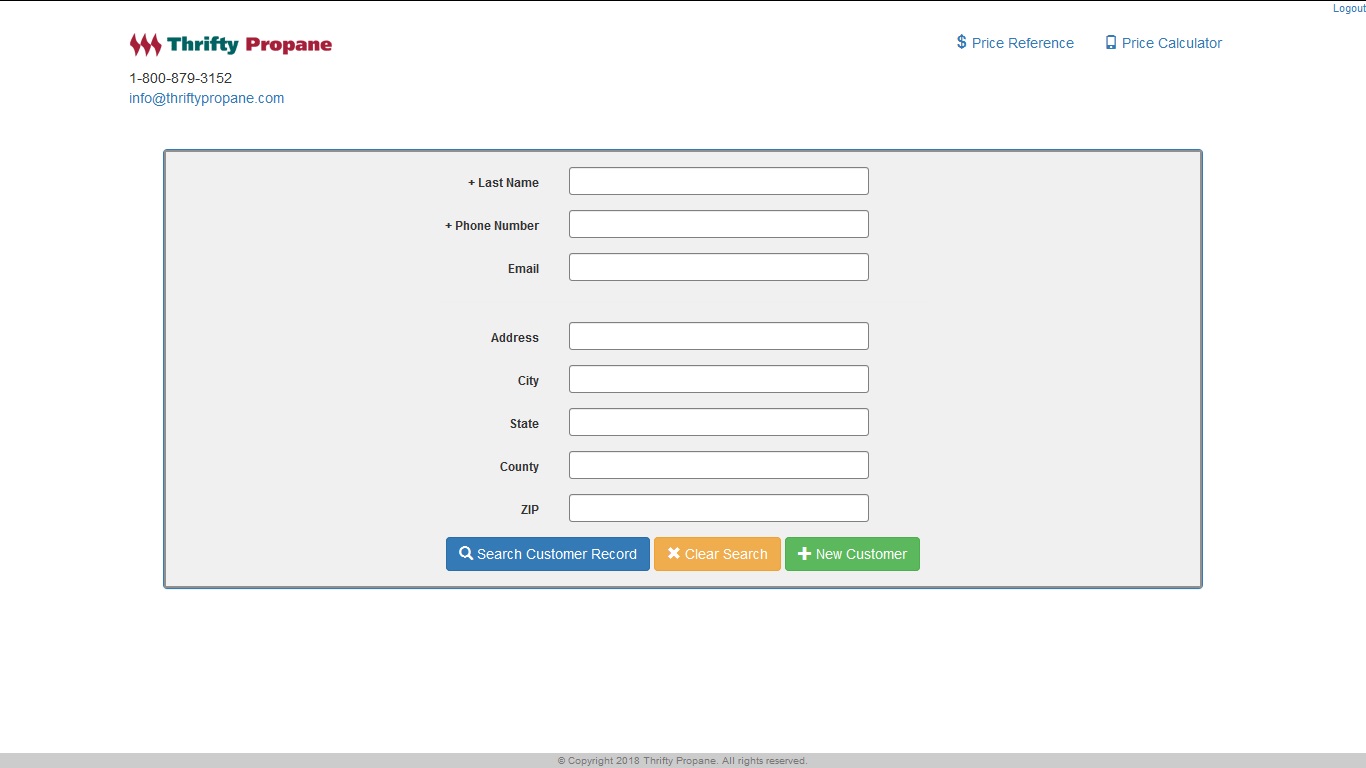 Logout
Thrifty Propane
$ Price Reference
Price Calculator
1-800-879-3152
info@thriftypropane.com
+ Last Name
+ Phone Number
Email
Address
City
State
County
ZIP
Search Customer Record
Clear Search
New Customer
© Copyright 2018 Thrifty Propane. All rights reserved.